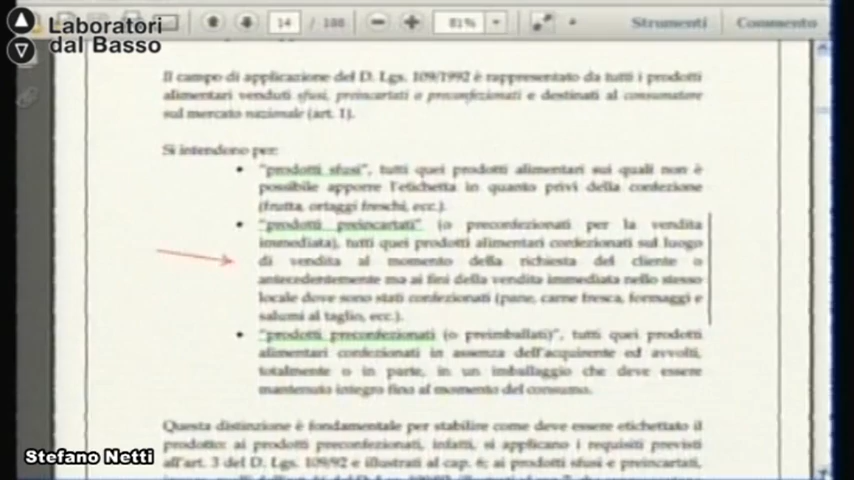 Laboratori
dal Basso
14 / 188
81%
Strumenti
Commento
Il campo di applicazione del D. Lgs. 109/1992 è rappresentato da tutti i prodotti
alimentari venduti sfusi, preincartati o preconfezionati e destinati al consumatore
sul mercato nazionale (art. 1).
Si intendono per:
• "prodotti sfusi", tutti quei prodotti alimentari sui quali non è
possibile apporre l'etichetta in quanto privi della confezione
(frutta, ortaggi freschi, ecc.).
• "prodotti preincartati" (o preconfezionati per la vendita
immediata), tutti quei prodotti alimentari confezionati sul luogo
di vendita al momento della richiesta del cliente o
antecedentemente ma ai fini della vendita immediata nello stesso
locale dove sono stati confezionati (pane, carne fresca, formaggi e
salumi al taglio, ecc.).
• "prodotti preconfezionati (o preimballati)", tutti quei prodotti
alimentari confezionati in assenza dell'acquirente ed avvolti,
totalmente o in parte, in un imballaggio che deve essere
mantenuto integro fino al momento del consumo.
Questa distinzione è fondamentale per stabilire come deve essere etichettato il
prodotto: ai prodotti preconfezionati, infatti, si applicano i requisiti previsti
all'art. 3 del D. Lgs. 109/92 e illustrati al cap. 6; ai prodotti sfusi e preincartati,
Stefano Netti